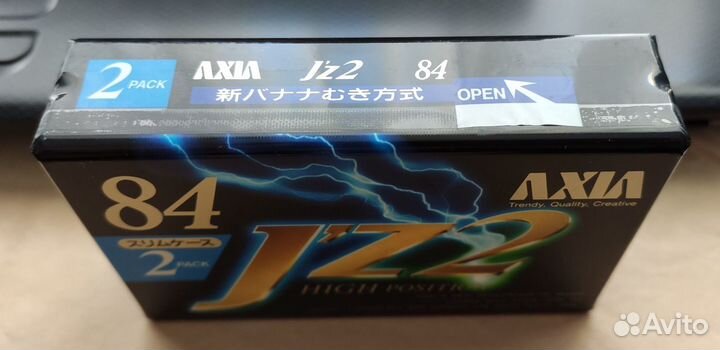 2 PACK AXIA J'z2 84
新バナナむき方式 OPEN
84
AXIA
Trendy, Quality, Creative
スリムケース
2 PACK
J'Z2
HIGH POSITION
Avito